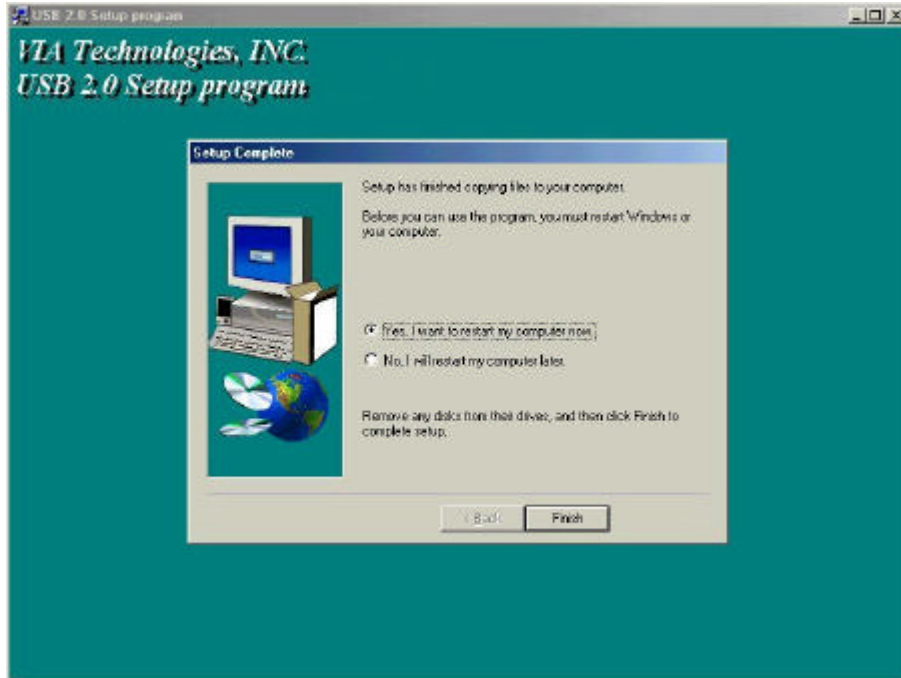 USB 2.0 Setup program
VIA Technologies, INC.
USB 2.0 Setup program
Setup Complete
Setup has finished copying files to your computer.
Before you can use the program, you must restart Windows or
your computer.
Yes, I want to restart my computer now.
No, I will restart my computer later.
Remove any disks from their drives, and then click Finish to
complete setup.
< Back
Finish